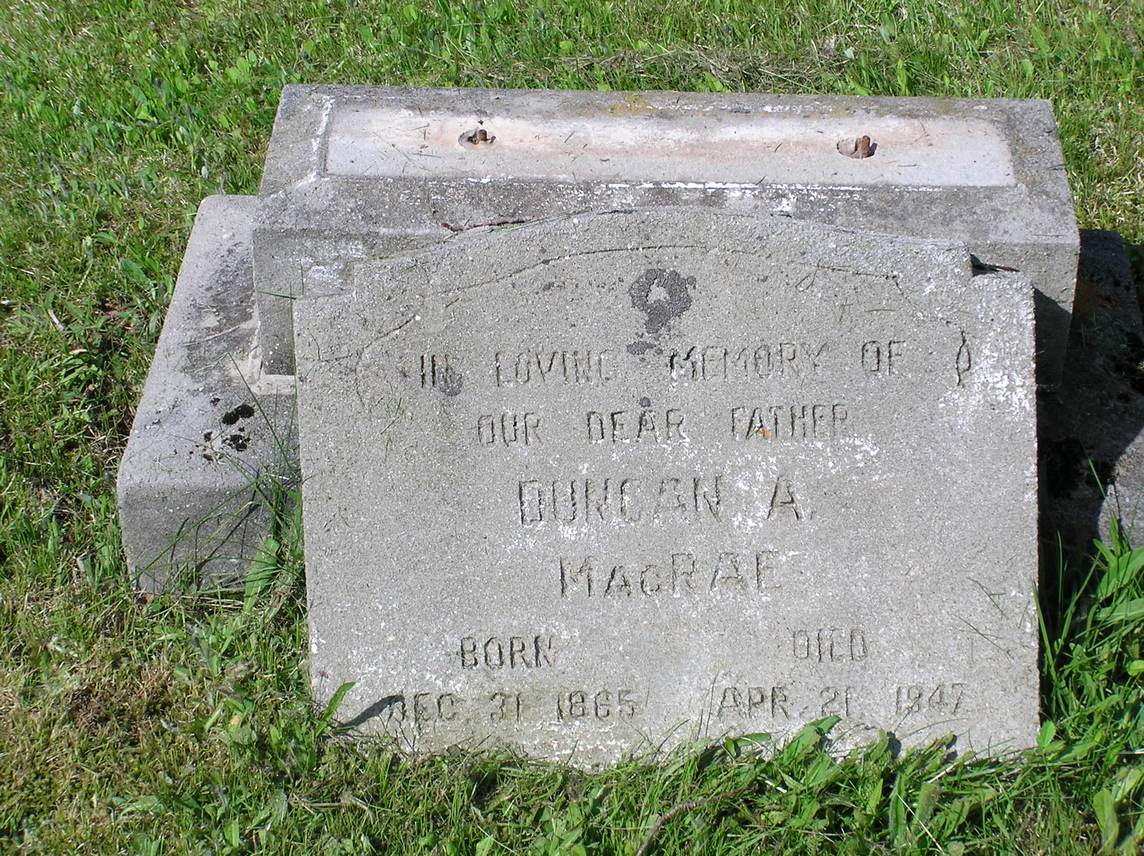 IN LOVING MEMORY OF
OUR DEAR FATHER
DUNCAN A.
MacRAE
BORN DIED
DEC. 31 1865 APR. 21 1947